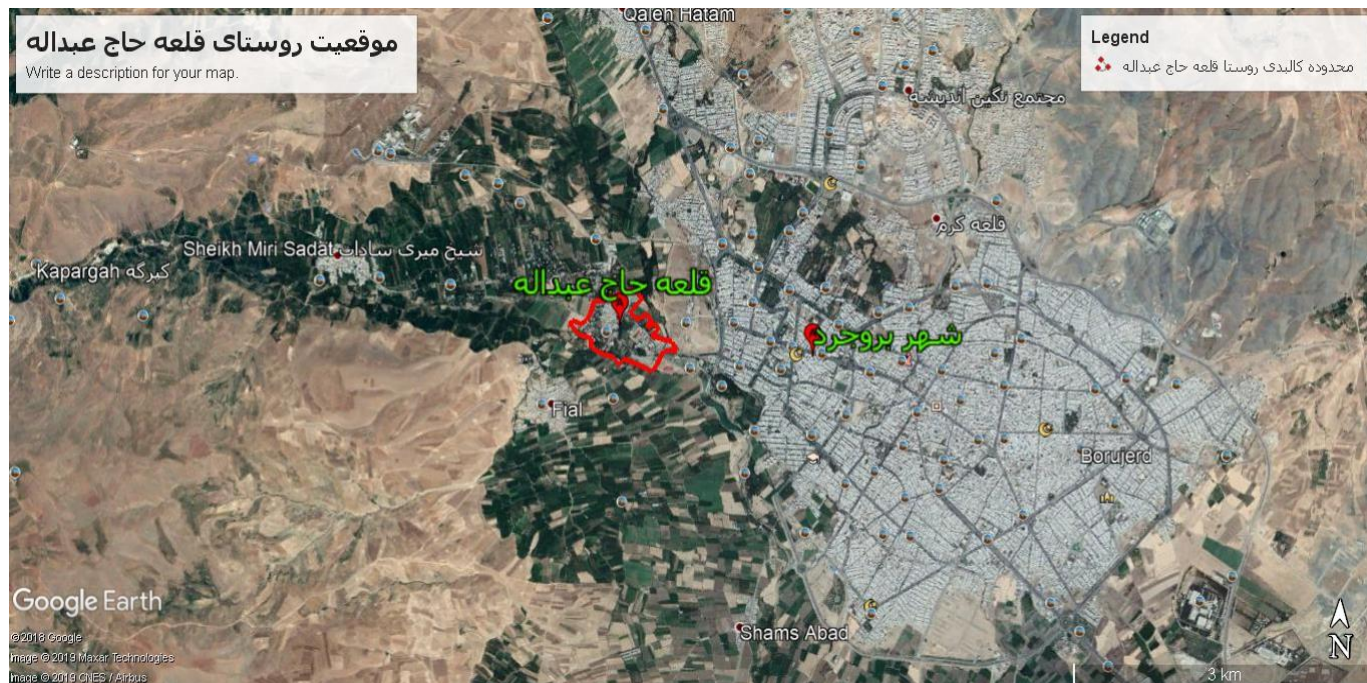 موقعیت روستای قلعه حاج عبداله
Write a description for your map.
Legend
محدوده کالبدی روستا قلعه حاج عبداله
Qaleh Hatam
مجتمع نگین اندیشه
قلعه کرم
Sheikh Miri Sadat شیخ میری سادات
Kapargah کپرگه
قلعه حاج عبداله
شهر بروجرد
Fial
Borujerd
Shams Abad
Google Earth
©2018 Google
Image © 2019 Maxar Technologies
Image © 2019 CNES / Airbus
N
3 km